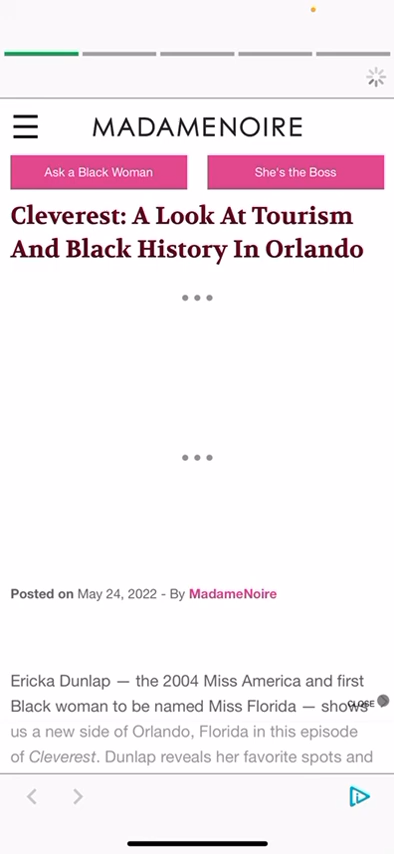 MADAMENOIRE
Ask a Black Woman
She's the Boss
Cleverest: A Look At Tourism
And Black History In Orlando
Posted on May 24, 2022 - By MadameNoire
Ericka Dunlap — the 2004 Miss America and first
Black woman to be named Miss Florida — shows
CLOSE
us a new side of Orlando, Florida in this episode
of Cleverest. Dunlap reveals her favorite spots and